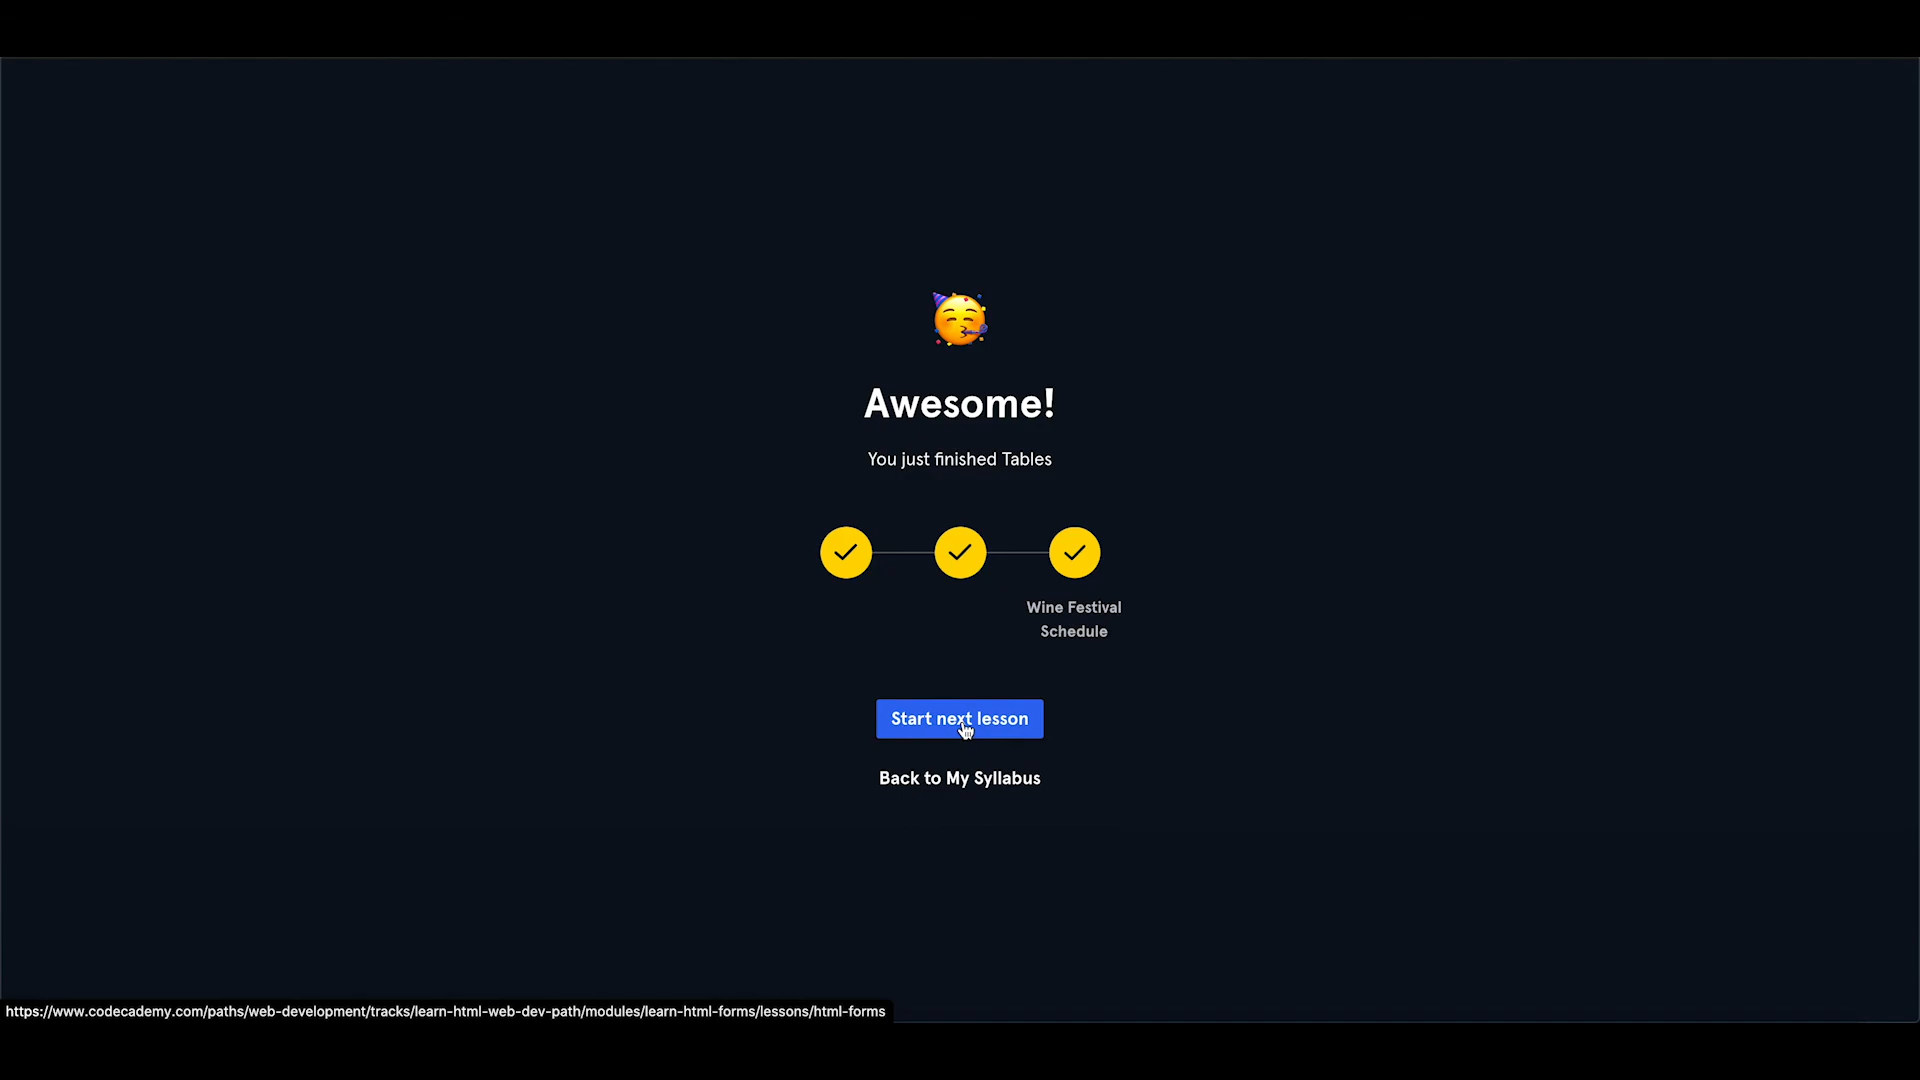 Awesome!
You just finished Tables
Wine Festival
Schedule
Start next lesson
Back to My Syllabus
https://www.codecademy.com/paths/web-development/tracks/learn-html-web-dev-path/modules/learn-html-forms/lessons/html-forms